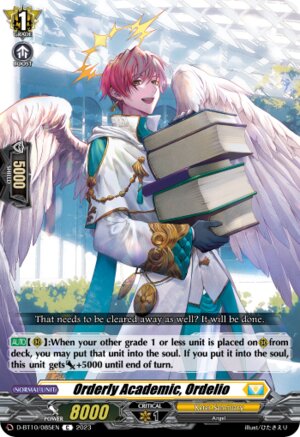 1
GRADE
BOOST
5000
SHIELD
That needs to be cleared away as well? It will be done.
AUTO[ ]:When your other grade 1 or less unit is placed on from
deck, you may put that unit into the soul. If you put it into the soul,
this unit gets +5000 until end of turn.
NORMAL UNIT
Orderly Academic, Ordelio
POWER 8000
CRITICAL
1
Keter Sanctuary
Angel
D-BT10/085EN C 2023
illust/ひたきえり